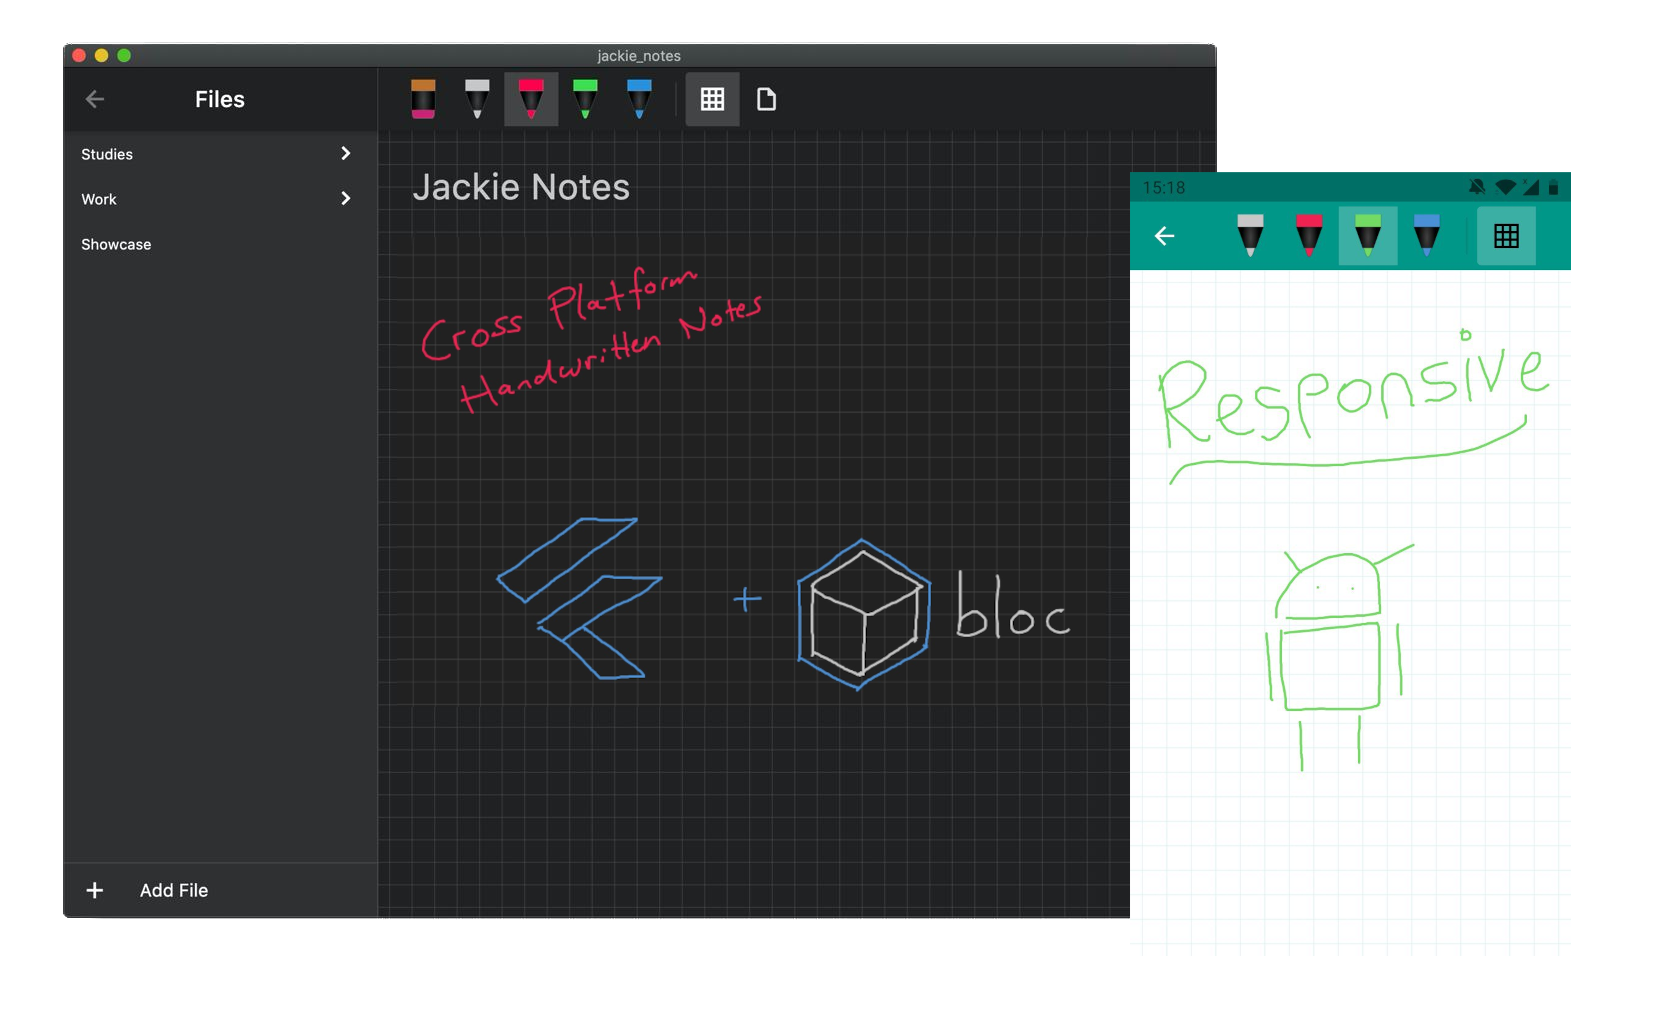 jackie_notes
Files
Studies
Work
Showcase
Add File
Jackie Notes
Cross Platform
Handwritten Notes
+
bloc
15:18
Responsive